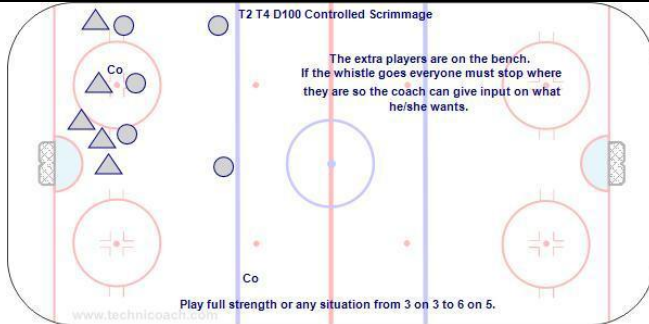 T2 T4 D100 Controlled Scrimmage
The extra players are on the bench.
If the whistle goes everyone must stop where
they are so the coach can give input on what
he/she wants.
Co
Co
Play full strength or any situation from 3 on 3 to 6 on 5.
www.technicoach.com